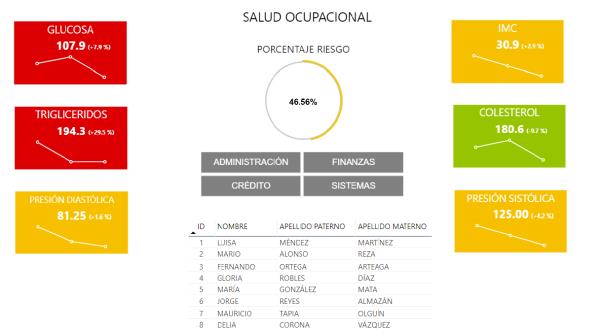 SALUD OCUPACIONAL
GLUCOSA
107.9 (+7.9 %)
TRIGLICERIDOS
194.3 (+29.5 %)
PRESIÓN DIASTÓLICA
81.25 (+1.6 %)
PORCENTAJE RIESGO
46.56%
ADMINISTRACIÓN FINANZAS
CRÉDITO SISTEMAS
IMC
30.9 (+2.9 %)
COLESTEROL
180.6 (-9.7 %)
PRESIÓN SISTÓLICA
125.00 (+4.2 %)
ID NOMBRE APELLIDO PATERNO APELLIDO MATERNO
1 LUISA MÉNDEZ MARTÍNEZ
2 MARIO ALONSO REZA
3 FERNANDO ORTEGA ARTEAGA
4 GLORIA ROBLES DÍAZ
5 MARÍA GONZÁLEZ MATA
6 JORGE REYES ALMAZÁN
7 MAURICIO TAPIA OLGUÍN
8 DELIA CORONA VÁZQUEZ